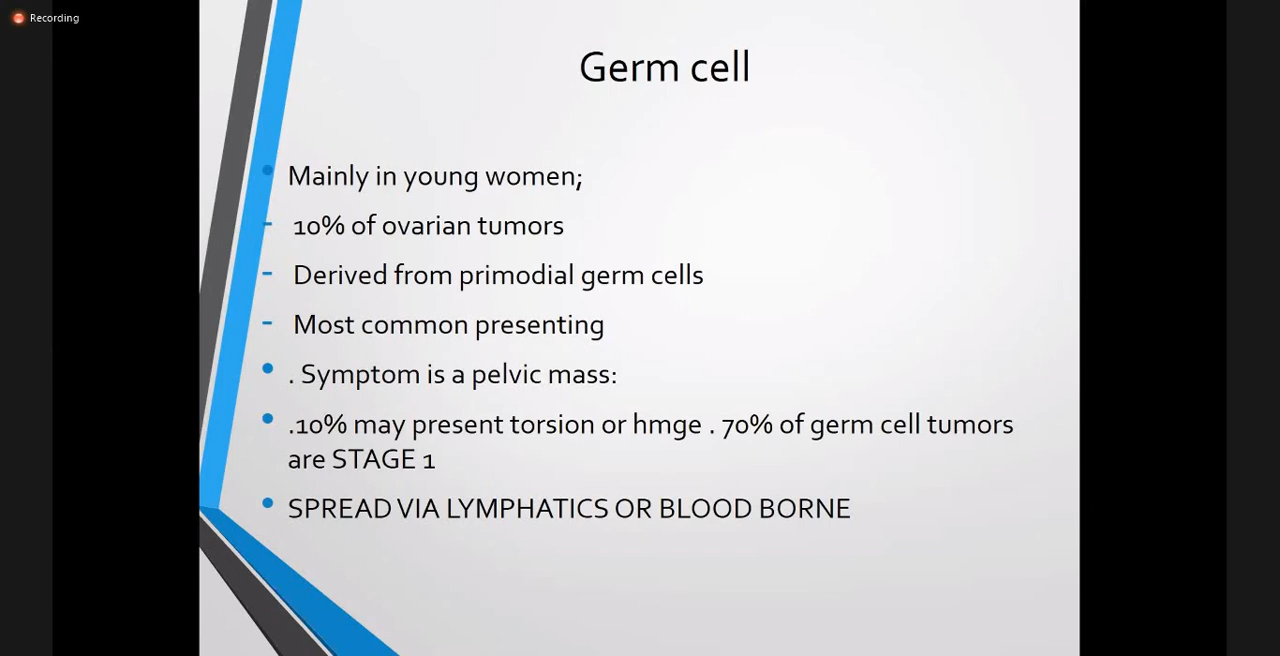 Recording
Germ cell
• Mainly in young women;
- 10% of ovarian tumors
- Derived from primodial germ cells
- Most common presenting
• . Symptom is a pelvic mass:
• .10% may present torsion or hmge . 70% of germ cell tumors
are STAGE 1
• SPREAD VIA LYMPHATICS OR BLOOD BORNE